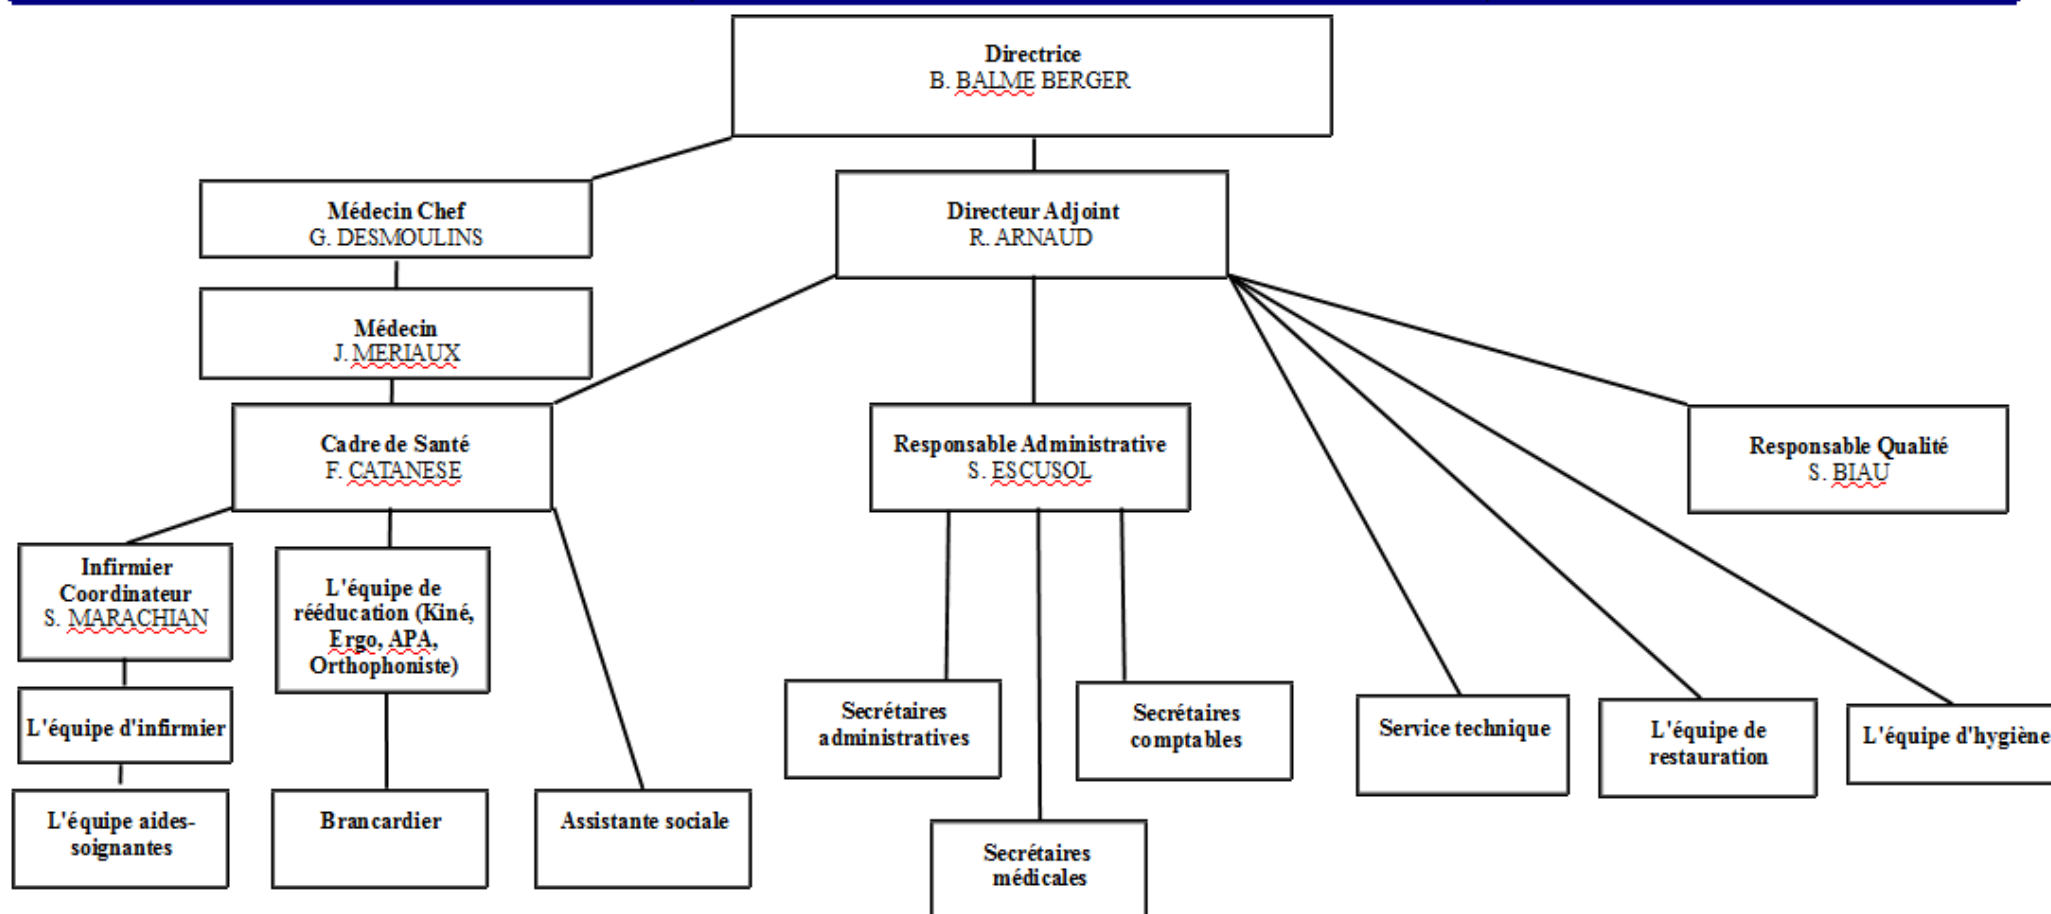 Directrice
B. BALME BERGER
Médecin Chef
G. DESMOULINS
Directeur Adjoint
R. ARNAUD
Médecin
J. MERIAUX
Cadre de Santé
F. CATANESE
Responsable Administrative
S. ESCUSOL
Responsable Qualité
S. BIAU
Infirmier
Coordinateur
S. MARACHIAN
L'équipe de
rééducation (Kiné,
Ergo, APA,
Orthophoniste)
L'équipe d'infirmier
Secrétaires
administratives
Secrétaires
comptables
Service technique
L'équipe de
restauration
L'équipe d'hygiène
L'équipe aides-
soignantes
Brancardier
Assistante sociale
Secrétaires
médicales